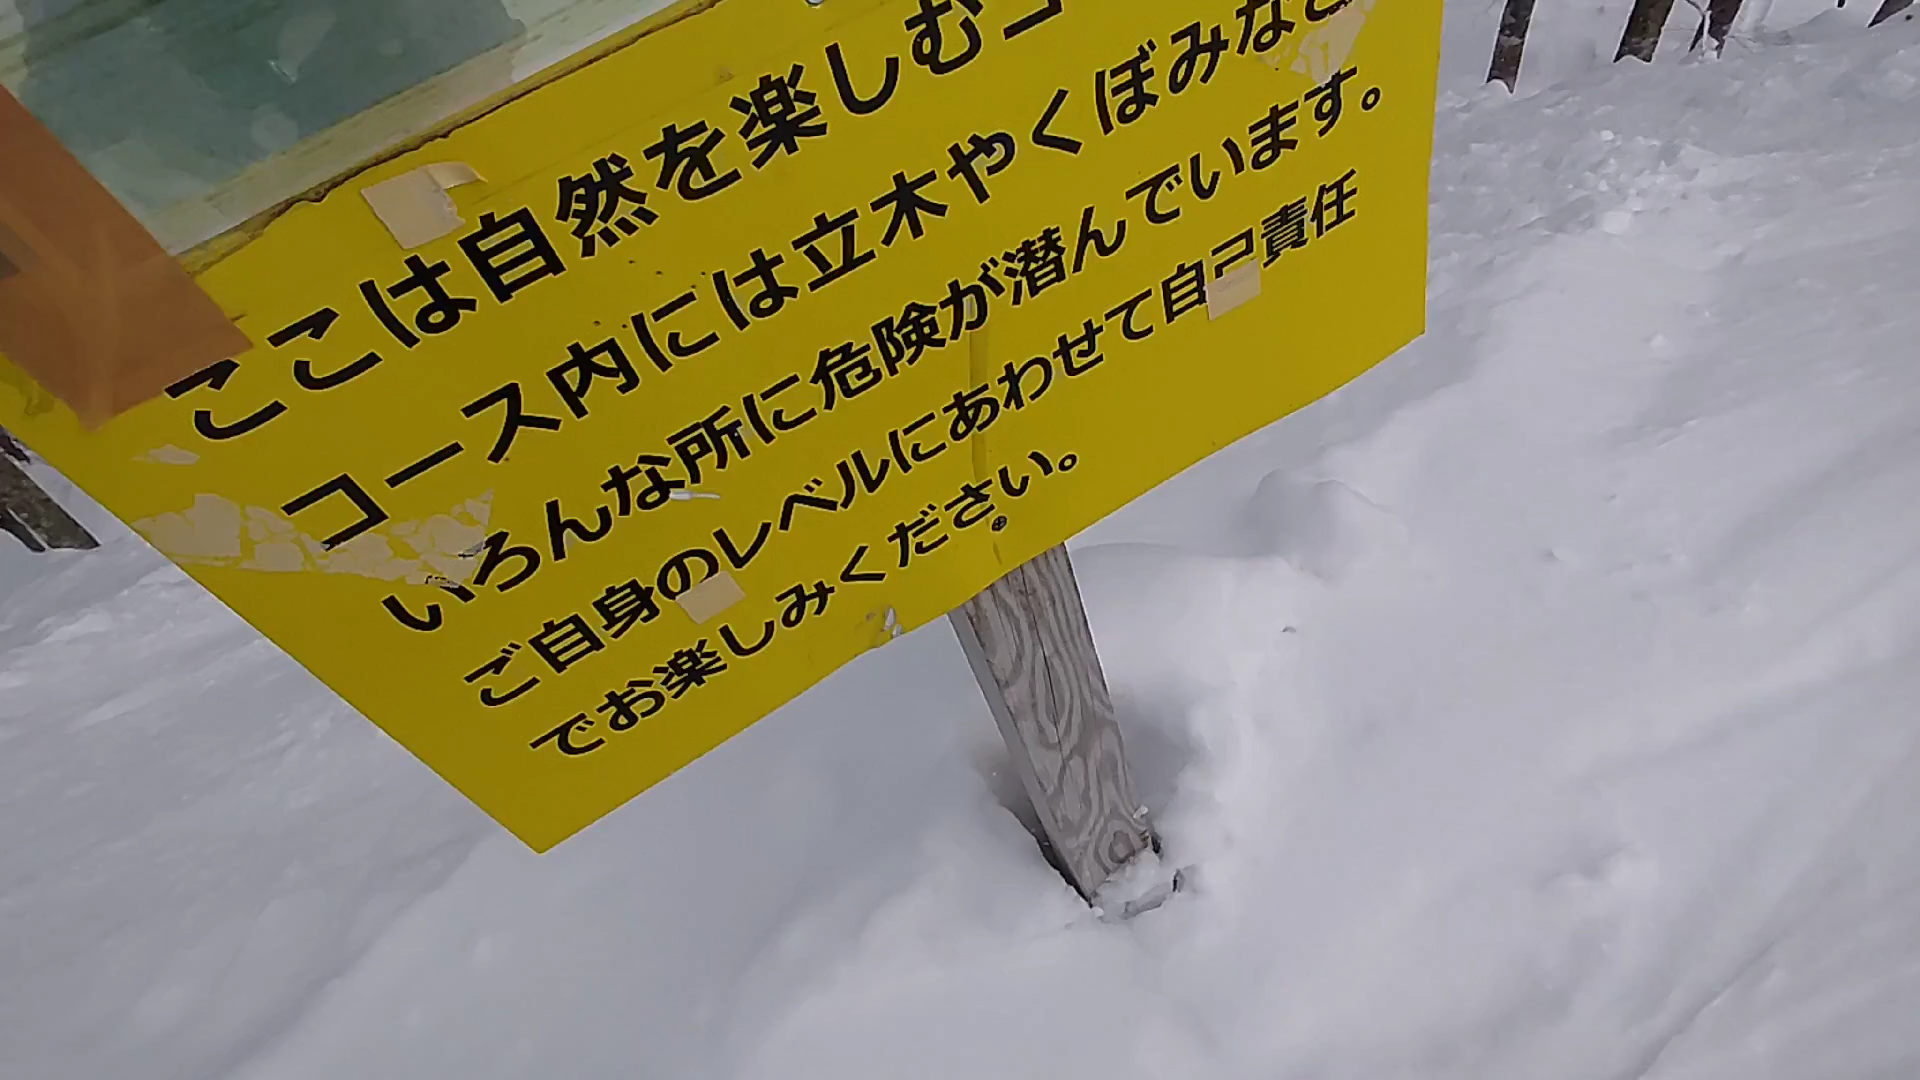 ここは自然を楽しむコ
コース内には立木やくぼみなど
いろんな所に危険が潜んでいます。
ご自身のレベルにあわせて自己責任
でお楽しみください。